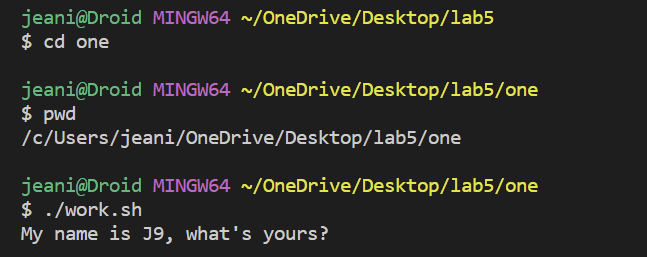 jeani@Droid MINGW64 ~/OneDrive/Desktop/lab5
$ cd one
jeani@Droid MINGW64 ~/OneDrive/Desktop/lab5/one
$ pwd
/c/Users/jeani/OneDrive/Desktop/lab5/one
jeani@Droid MINGW64 ~/OneDrive/Desktop/lab5/one
$ ./work.sh
My name is J9, what's yours?